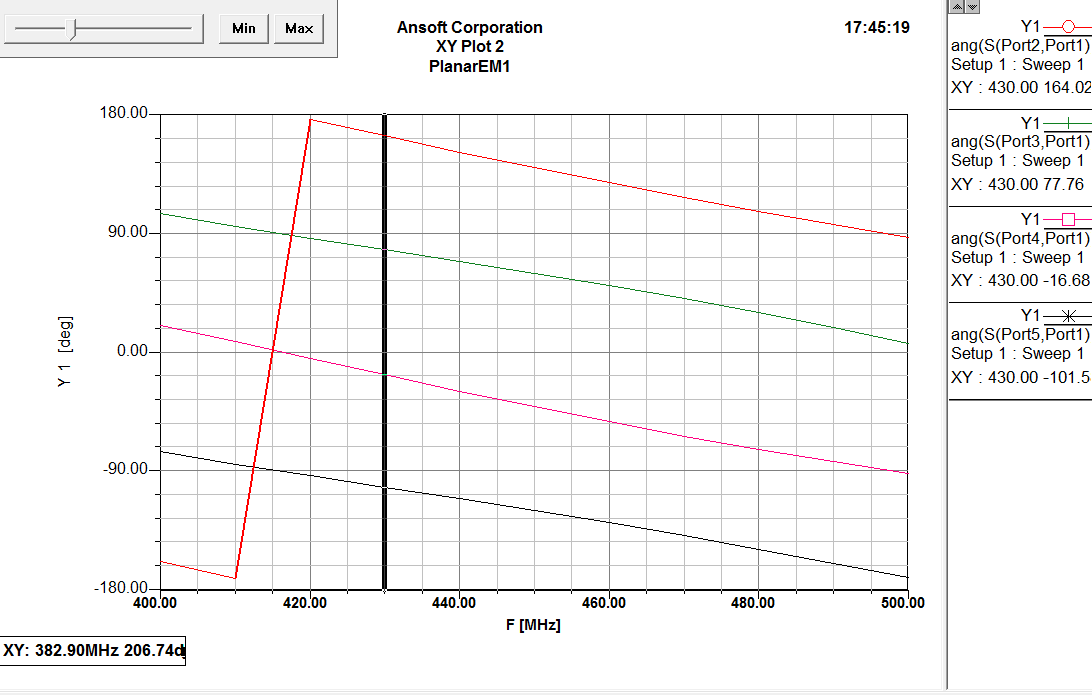 Min Max
Ansoft Corporation
XY Plot 2
PlanarEM1
17:45:19
180.00
90.00
0.00
-90.00
-180.00
Y 1 [deg]
400.00 420.00 440.00 460.00 480.00 500.00
F [MHz]
XY: 382.90MHz 206.74d
Y1
ang(S(Port2,Port1)
Setup 1 : Sweep 1
XY : 430.00 164.02
Y1
ang(S(Port3,Port1)
Setup 1 : Sweep 1
XY : 430.00 77.76
Y1
ang(S(Port4,Port1)
Setup 1 : Sweep 1
XY : 430.00 -16.68
Y1
ang(S(Port5,Port1)
Setup 1 : Sweep 1
XY : 430.00 -101.5